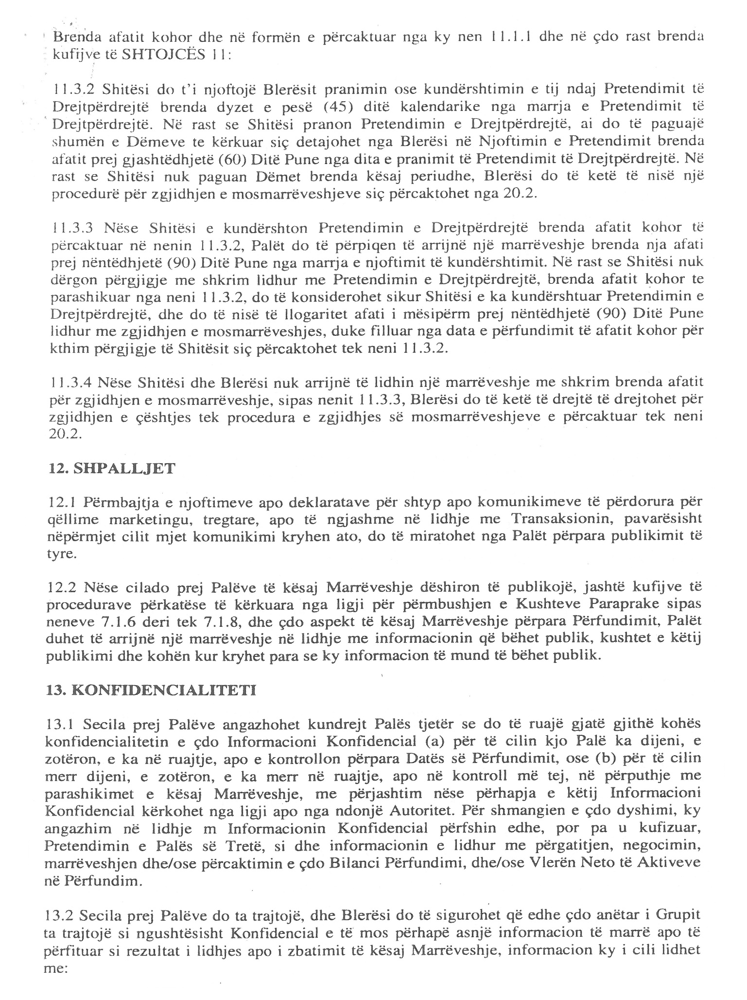 Brenda afatit kohor dhe në formën e përcaktuar nga ky nen 11.1.1 dhe në çdo rast brenda
kufijve të SHTOJCËS 11:
11.3.2 Shitësi do t'i njoftojë Blerësit pranimin ose kundërshtimin e tij ndaj Pretendimit të
Drejtpërdrejtë brenda dyzet e pesë (45) ditë kalendarike nga marrja e Pretendimit të
Drejtpërdrejtë. Në rast se Shitësi pranon Pretendimin e Drejtpërdrejtë, ai do të paguajë
shumën e Dëmeve te kërkuar siç detajohet nga Blerësi në Njoftimin e Pretendimit brenda
afatit prej gjashtëdhjetë (60) Ditë Pune nga dita e pranimit të Pretendimit të Drejtpërdrejtë. Në
rast se Shitësi nuk paguan Dëmet brenda kësaj periudhe, Blerësi do të ketë të nisë një
procedurë për zgjidhjen e mosmarrëveshjeve siç përcaktohet nga 20.2.
11.3.3 Nëse Shitësi e kundërshton Pretendimin e Drejtpërdrejtë brenda afatit kohor të
përcaktuar në nenin 11.3.2, Palët do të përpiqen të arrijnë një marrëveshje brenda nja afati
prej nëntëdhjetë (90) Ditë Pune nga marrja e njoftimit të kundërshtimit. Në rast se Shitësi nuk
dërgon përgjigje me shkrim lidhur me Pretendimin e Drejtpërdrejtë, brenda afatit kohor te
parashikuar nga neni 11.3.2, do të konsiderohet sikur Shitësi e ka kundërshtuar Pretendimin e
Drejtpërdrejtë, dhe do të nisë të llogaritet afati i mësipërm prej nëntëdhjetë (90) Ditë Pune
lidhur me zgjidhjen e mosmarrëveshjes, duke filluar nga data e përfundimit të afatit kohor për
kthim përgjigje të Shitësit siç përcaktohet tek neni 11.3.2.
11.3.4 Nëse Shitësi dhe Blerësi nuk arrijnë të lidhin një marrëveshje me shkrim brenda afatit
për zgjidhjen e mosmarrëveshje, sipas nenit 11.3.3, Blerësi do të ketë të drejtë të drejtohet për
zgjidhjen e çështjes tek procedura e zgjidhjes së mosmarrëveshjeve e përcaktuar tek neni
20.2.
12. SHPALLJET
12.1 Përmbajtja e njoftimeve apo deklaratave për shtyp apo komunikimeve të përdorura për
qëllime marketingu, tregtare, apo të ngjashme në lidhje me Transaksionin, pavarësisht
nëpërmjet cilit mjet komunikimi kryhen ato, do të miratohet nga Palët përpara publikimit të
tyre.
12.2 Nëse cilado prej Palëve të kësaj Marrëveshje dëshiron të publikojë, jashtë kufijve të
procedurave përkatëse të kërkuara nga ligji për përmbushjen e Kushteve Paraprake sipas
neneve 7.1.6 deri tek 7.1.8, dhe çdo aspekt të kësaj Marrëveshje përpara Përfundimit, Palët
duhet të arrijnë një marrëveshje në lidhje me informacionin që bëhet publik, kushtet e këtij
publikimi dhe kohën kur kryhet para se ky informacion të mund të bëhet publik.
13. KONFIDENCIALITETI
13.1 Secila prej Palëve angazhohet kundrejt Palës tjetër se do të ruajë gjatë gjithë kohës
konfidencialitetin e çdo Informacioni Konfidencial (a) për të cilin kjo Palë ka dijeni, e
zotëron, e ka në ruajtje, apo e kontrollon përpara Datës së Përfundimit, ose (b) për të cilin
merr dijeni, e zotëron, e ka merr në ruajtje, apo në kontroll më tej, në përputhje me
parashikimet e kësaj Marrëveshje, me përjashtim nëse përhapja e këtij Informacioni
Konfidencial kërkohet nga ligji apo nga ndonjë Autoritet. Për shmangien e çdo dyshimi, ky
angazhim në lidhje m Informacionin Konfidencial përfshin edhe, por pa u kufizuar,
Pretendimin e Palës së Tretë, si dhe informacionin e lidhur me përgatitjen, negocimin,
marrëveshjen dhe/ose përcaktimin e çdo Bilanci Përfundimi, dhe/ose Vlerën Neto të Aktiveve
në Përfundim.
13.2 Secila prej Palëve do ta trajtojë, dhe Blerësi do të sigurohet që edhe çdo anëtar i Grupit
ta trajtojë si ngushtësisht Konfidencial e të mos përhapë asnjë informacion të marrë apo të
përfituar si rezultat i lidhjes apo i zbatimit të kësaj Marrëveshje, informacion ky i cili lidhet
me: